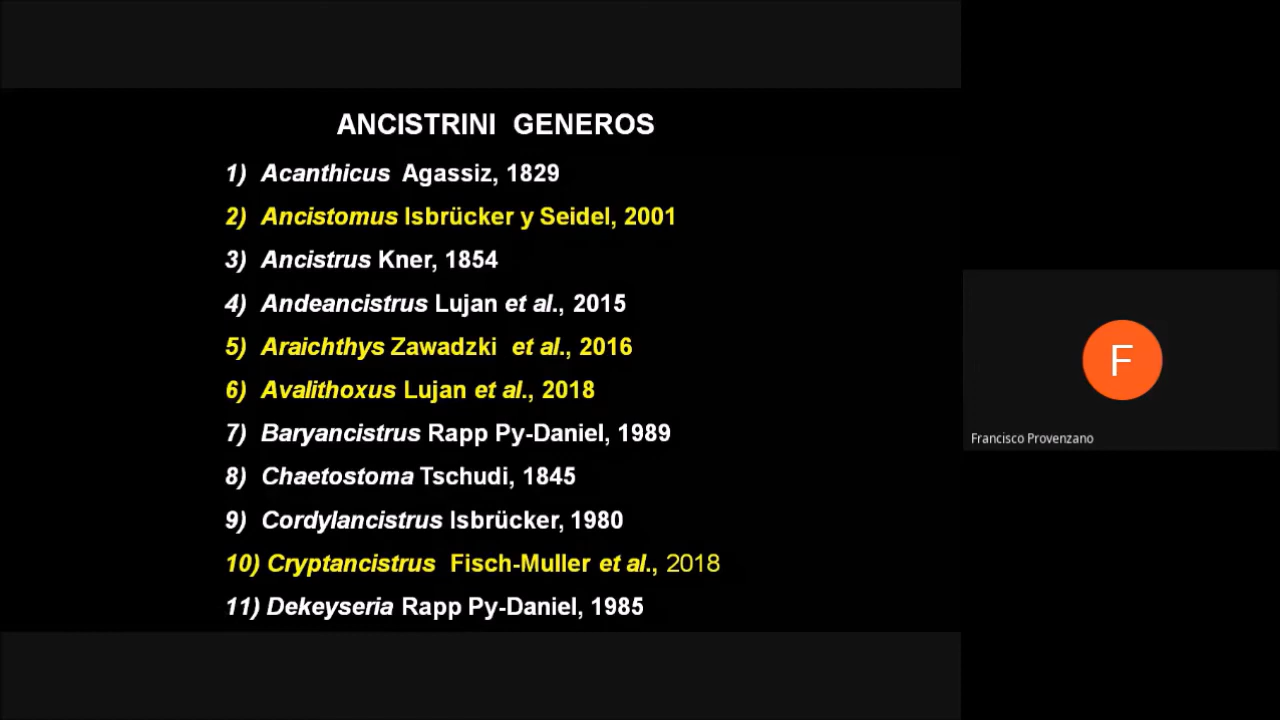 ANCISTRINI GENEROS
1) Acanthicus Agassiz, 1829
2) Ancistomus Isbrücker y Seidel, 2001
3) Ancistrus Kner, 1854
4) Andeancistrus Lujan et al., 2015
5) Araichthys Zawadzki et al., 2016
6) Avalithoxus Lujan et al., 2018
7) Baryancistrus Rapp Py-Daniel, 1989
8) Chaetostoma Tschudi, 1845
9) Cordylancistrus Isbrücker, 1980
10) Cryptancistrus Fisch-Muller et al., 2018
11) Dekeyseria Rapp Py-Daniel, 1985
F
Francisco Provenzano